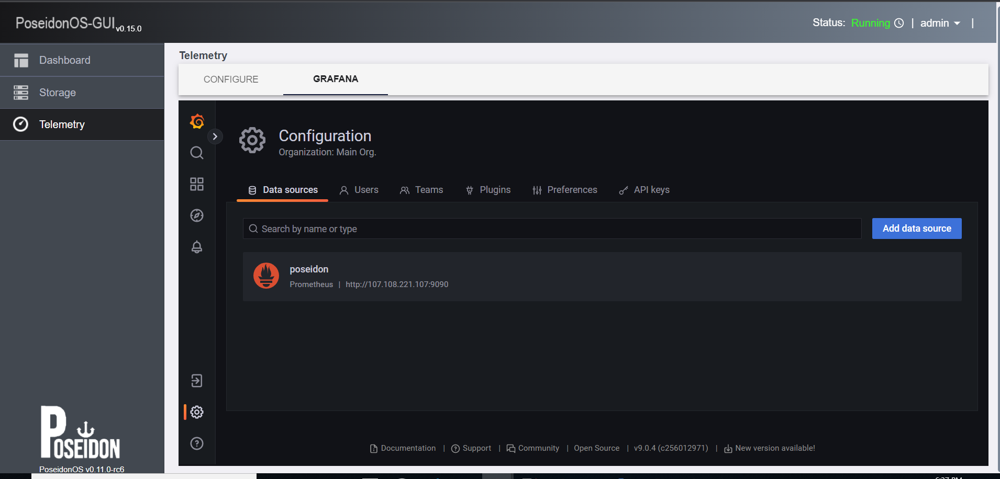 PoseidonOS-GUI v0.15.0
Status: Running | admin |
Dashboard
Storage
Telemetry
Telemetry
CONFIGURE
GRAFANA
Configuration
Organization: Main Org.
Data sources
Users
Teams
Plugins
Preferences
API keys
Search by name or type
Add data source
poseidon
Prometheus | http://107.108.221.107:9090
Documentation | Support | Community | Open Source | v9.0.4 (c256012971) | New version available!
POSEIDON
PoseidonOS v0.11.0-rc6